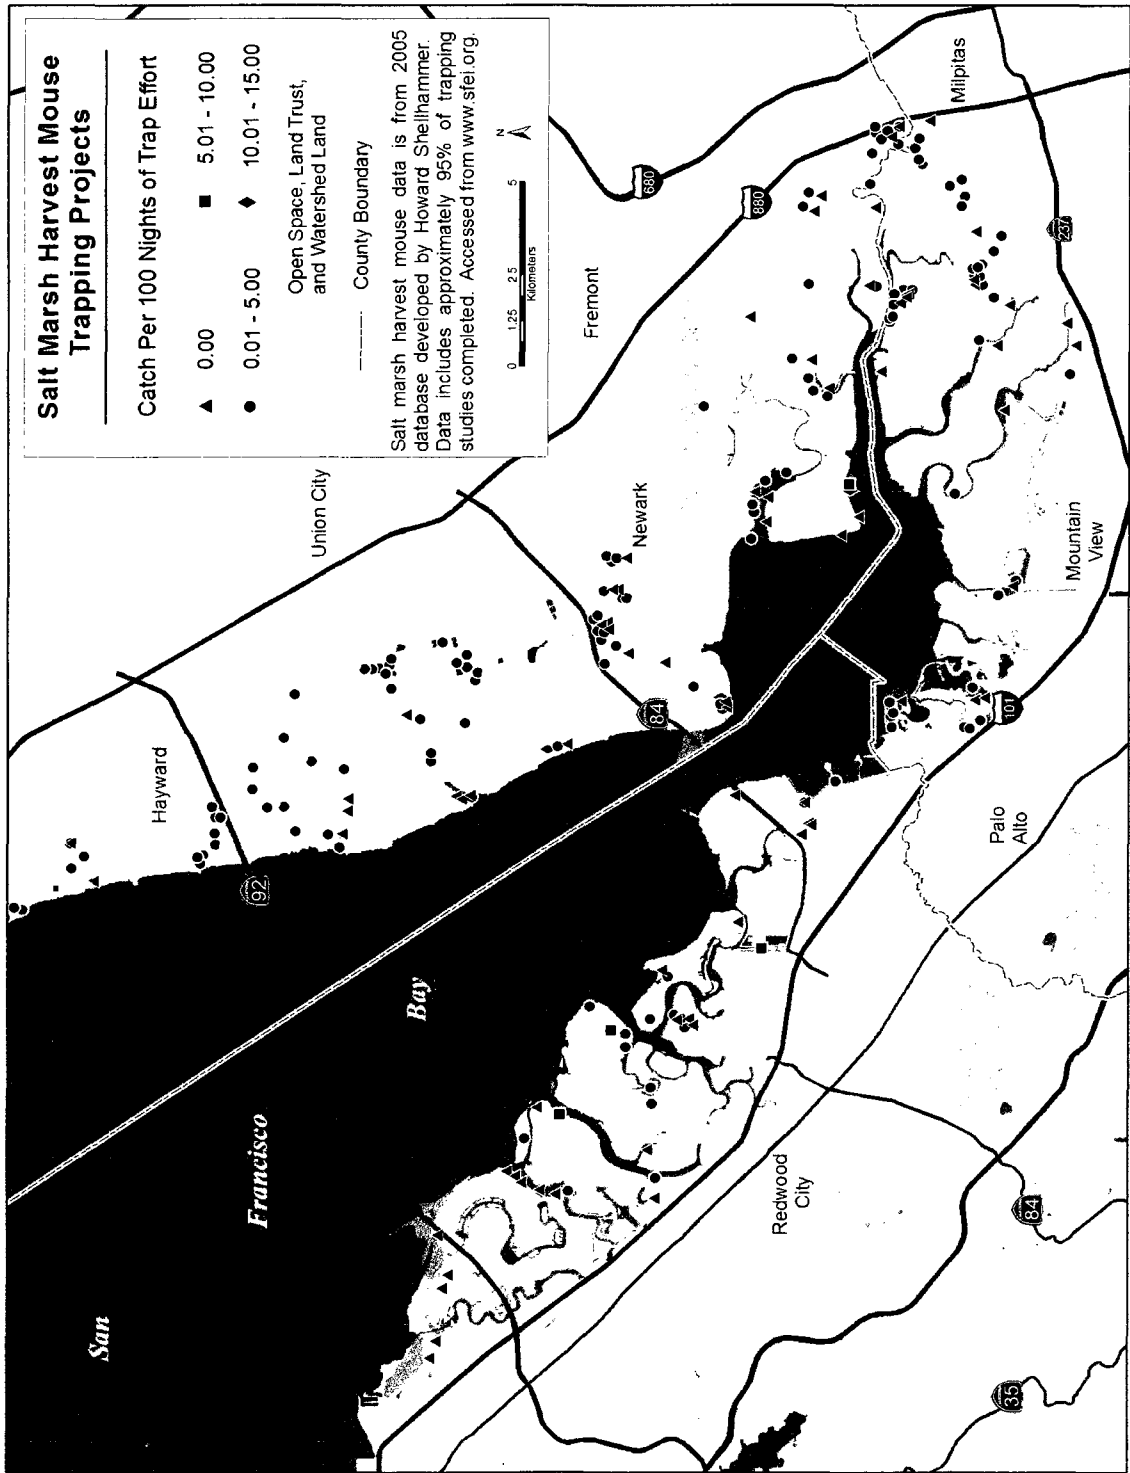 Salt Marsh Harvest Mouse
Trapping Projects
Catch Per 100 Nights of Trap Effort
0.00
5.01 - 10.00
0.01 - 5.00
10.01 - 15.00
Open Space, Land Trust,
and Watershed Land
County Boundary
Salt marsh harvest mouse data is from 2005
database developed by Howard Shellhammer.
Data includes approximately 95% of trapping
studies completed. Accessed from www.sfei.org.
0
1.25
2.5
5
Kilometers
N
Hayward
Union City
Newark
Fremont
Milpitas
San
Francisco
Bay
Redwood
City
Palo
Alto
Mountain
View
92
84
880
680
237
101
84
35